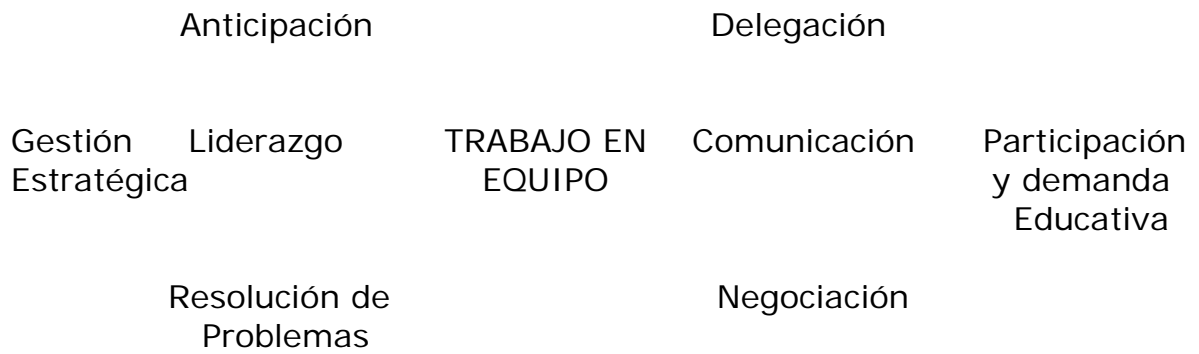 Anticipación Delegación
Gestión Liderazgo TRABAJO EN Comunicación Participación
Estratégica EQUIPO y demanda
Educativa
Resolución de Negociación
Problemas